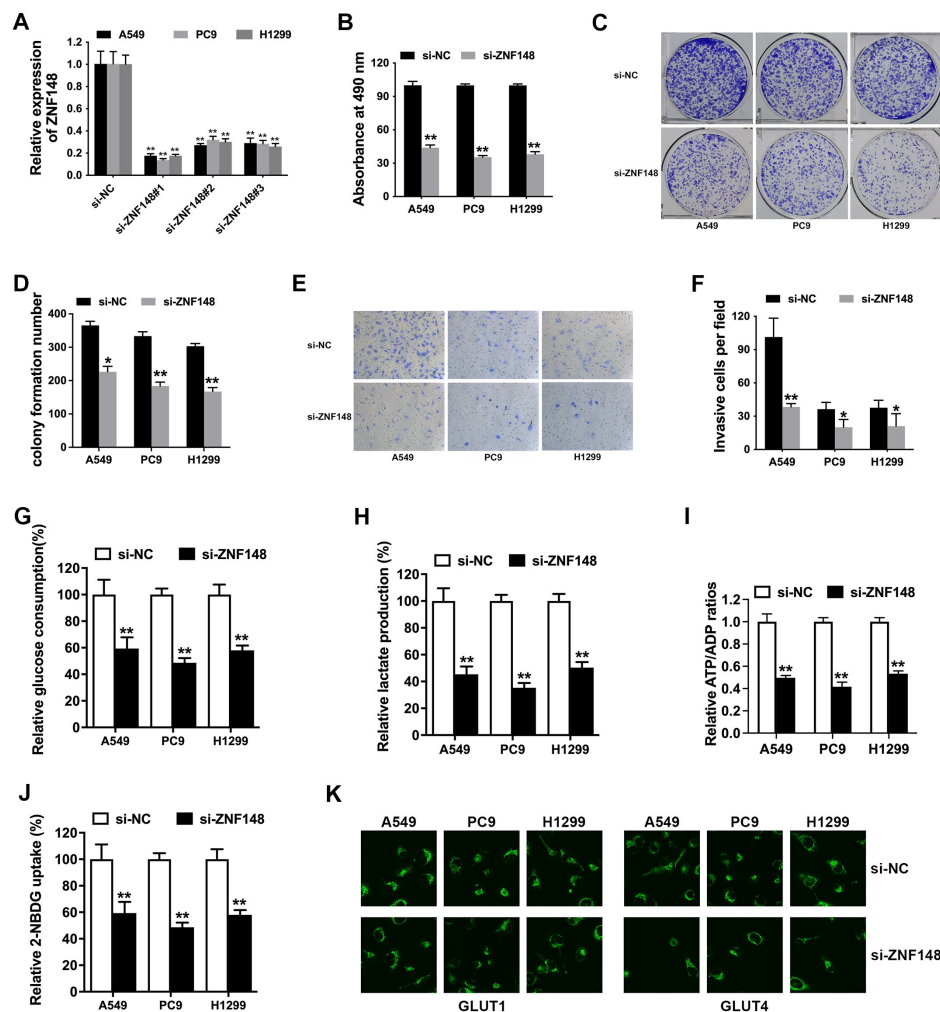 A
A549 PC9 H1299
Relative expression
of ZNF148
1.4
1.2
1.0
0.8
0.6
0.4
0.2
0
** ** ** ** ** ** ** ** **
si-NC
si-ZNF148#1
si-ZNF148#2
si-ZNF148#3
B
si-NC si-ZNF148
Absorbance at 490 nm
120
90
60
30
0
** ** **
A549 PC9 H1299
C
si-NC
si-ZNF148
A549 PC9 H1299
D
si-NC si-ZNF148
colony formation number
400
300
200
100
0
* ** **
A549 PC9 H1299
E
si-NC
si-ZNF148
A549 PC9 H1299
F
si-NC
si-ZNF148
Invasive cells per field
120
90
60
30
0
** * *
A549 PC9 H1299
G
si-NC si-ZNF148
Relative glucose consumption(%)
120
100
80
60
40
20
0
** ** **
A549 PC9 H1299
H
si-NC si-ZNF148
Relative lactate production (%)
120
100
80
60
40
20
0
** ** **
A549 PC9 H1299
I
si-NC si-ZNF148
Relative ATP/ADP ratios
1.2
1.0
0.8
0.6
0.4
0.2
0.0
** ** **
A549 PC9 H1299
J
si-NC si-ZNF148
Relative 2-NBDG uptake (%)
120
100
80
60
40
20
0
** ** **
A549 PC9 H1299
K
A549 PC9 H1299 A549 PC9 H1299
si-NC
si-ZNF148
GLUT1 GLUT4